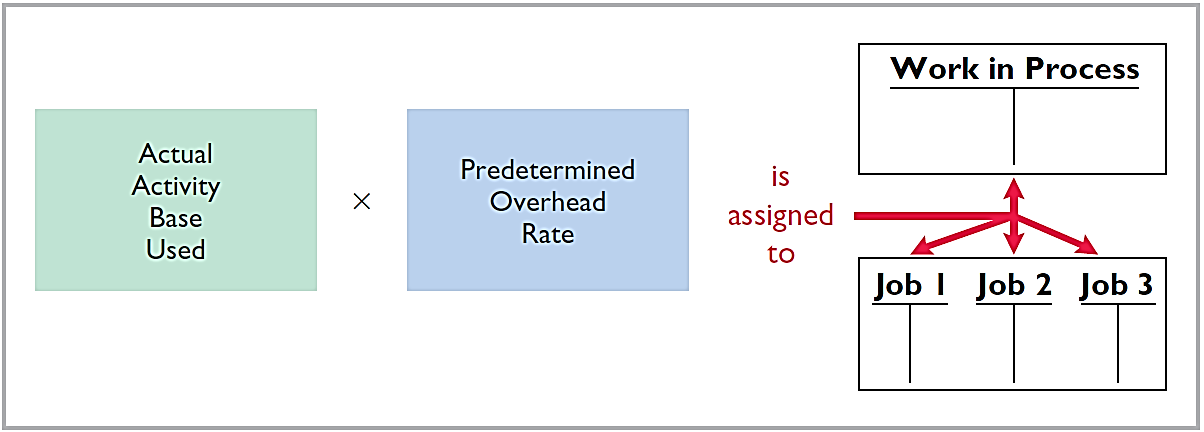 Actual
Activity
Base
Used
×
Predetermined
Overhead
Rate
is
assigned
to
Work in Process
Job 1 Job 2 Job 3